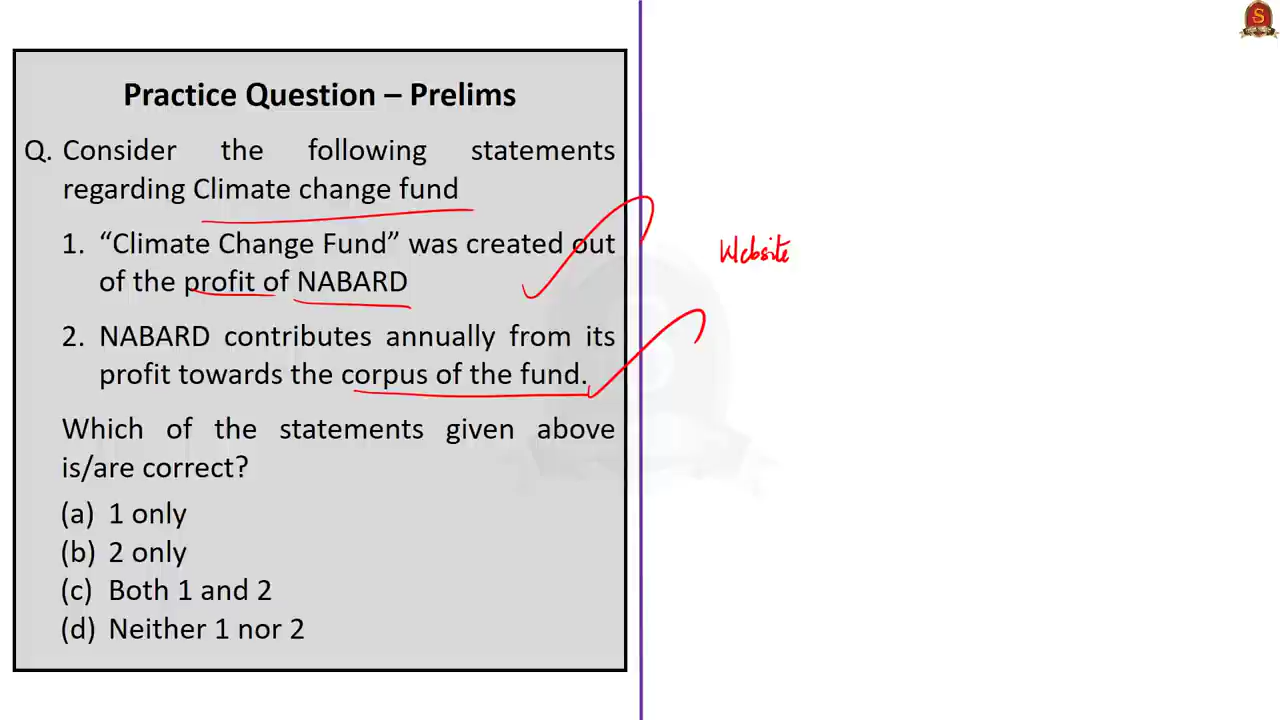 Practice Question – Prelims
Q. Consider the following statements
regarding Climate change fund
1. “Climate Change Fund” was created out
of the profit of NABARD
2. NABARD contributes annually from its
profit towards the corpus of the fund.
Which of the statements given above
is/are correct?
(a) 1 only
(b) 2 only
(c) Both 1 and 2
(d) Neither 1 nor 2
Website
S